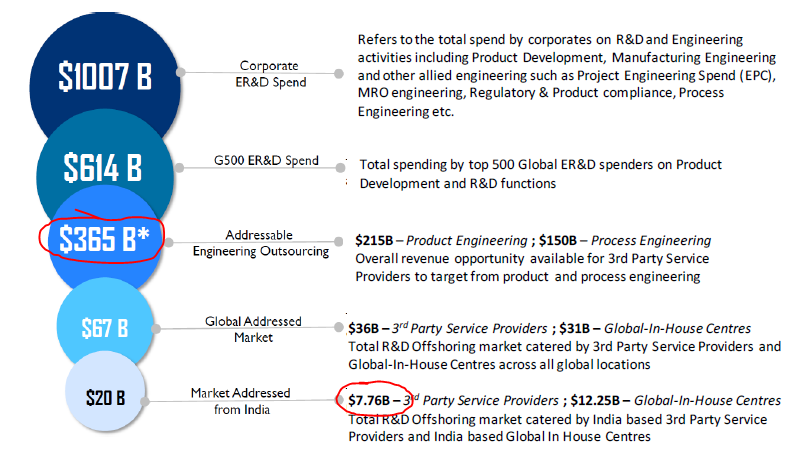 $1007 B
Corporate
ER&D Spend
Refers to the total spend by corporates on R&D and Engineering
activities including Product Development, Manufacturing Engineering
and other allied engineering such as Project Engineering Spend (EPC),
MRO engineering, Regulatory & Product compliance, Process
Engineering etc.
$614 B
G500 ER&D Spend
Total spending by top 500 Global ER&D spenders on Product
Development and R&D functions
$365 B*
Addressable
Engineering Outsourcing
$215B – Product Engineering ; $150B – Process Engineering
Overall revenue opportunity available for 3rd Party Service
Providers to target from product and process engineering
$67 B
Global Addressed
Market
$36B – 3rd Party Service Providers ; $31B – Global-In-House Centres
Total R&D Offshoring market catered by 3rd Party Service Providers and
Global-In-House Centres across all global locations
$20 B
Market Addressed
from India
$7.76B – 3rd Party Service Providers ; $12.25B – Global-In-House Centres
Total R&D Offshoring market catered by India based 3rd Party Service
Providers and India based Global In House Centres